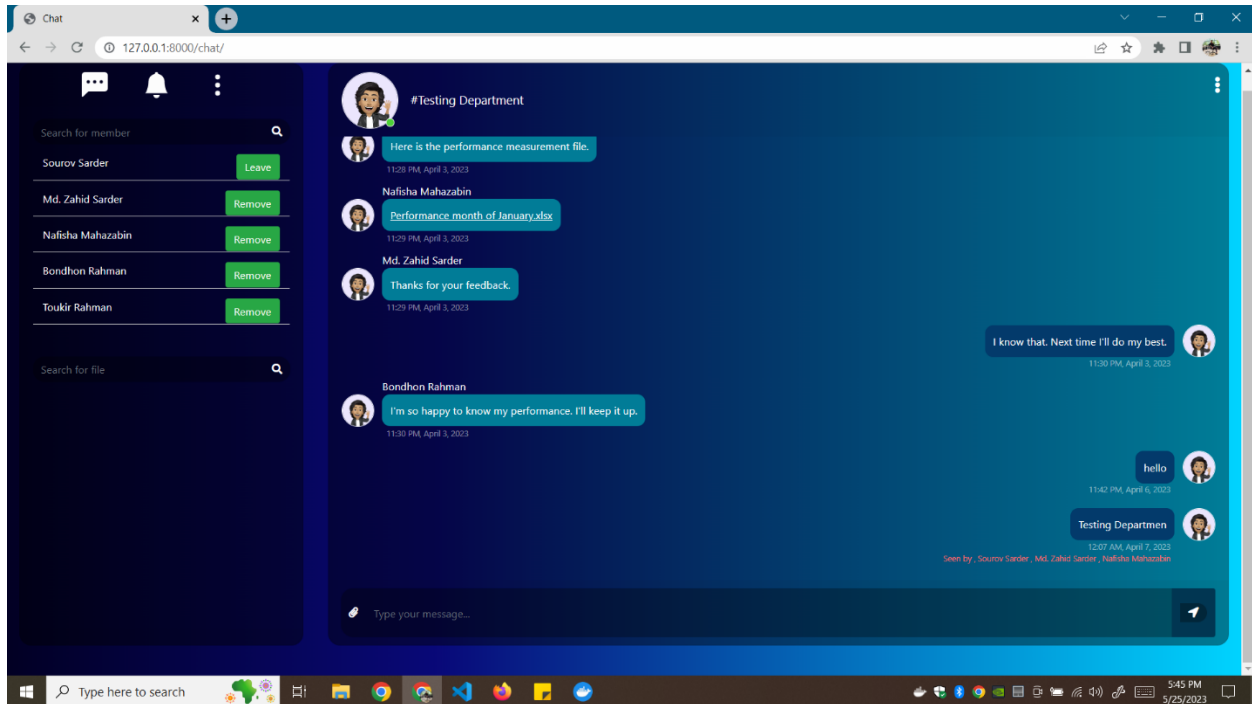 Chat
127.0.0.1:8000/chat/
Search for member
Sourov Sarder
Leave
Md. Zahid Sarder
Remove
Nafisha Mahazabin
Remove
Bondhon Rahman
Remove
Toukir Rahman
Remove
Search for file
#Testing Department
Here is the performance measurement file.
11:28 PM, April 3, 2023
Nafisha Mahazabin
Performance month of January.xlsx
11:29 PM, April 3, 2023
Md. Zahid Sarder
Thanks for your feedback.
11:29 PM, April 3, 2023
I know that. Next time I'll do my best.
11:30 PM, April 3, 2023
Bondhon Rahman
I'm so happy to know my performance. I'll keep it up.
11:30 PM, April 3, 2023
hello
11:42 PM, April 6, 2023
Testing Departmen
12:07 AM, April 7, 2023
Seen by , Sourov Sarder , Md. Zahid Sarder , Nafisha Mahazabin
Type your message...
Type here to search
5:45 PM
5/25/2023